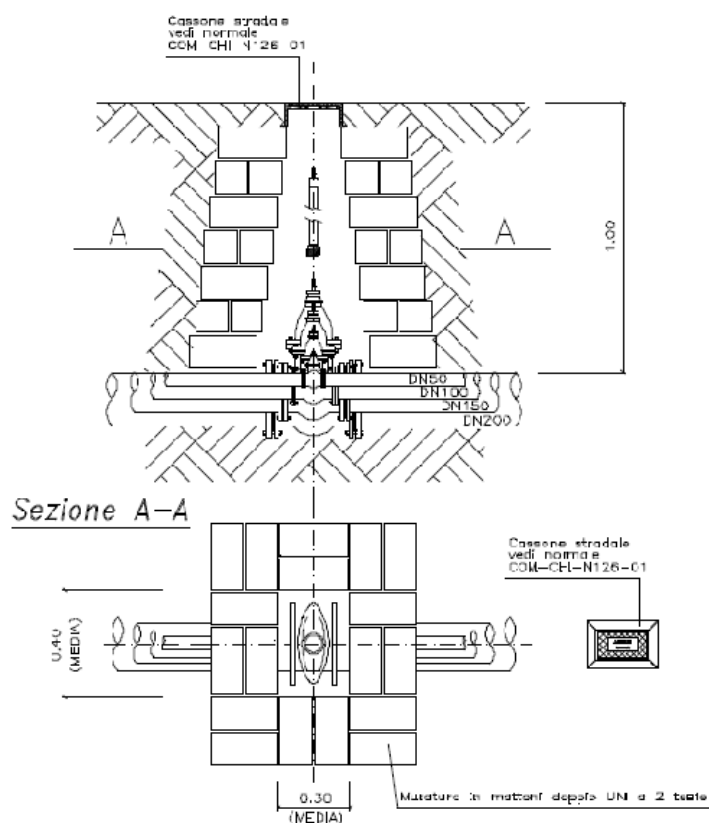 Cassone stradale
vedi normale
COM-CHI-N126-01
A
A
1.00
DN50
DN100
DN150
DN200
Sezione A-A
Cassone stradale
vedi normale
COM-CHI-N126-01
0.40
(MEDIA)
0.30
(MEDIA)
Muratura in mattoni doppio UNI a 2 teste